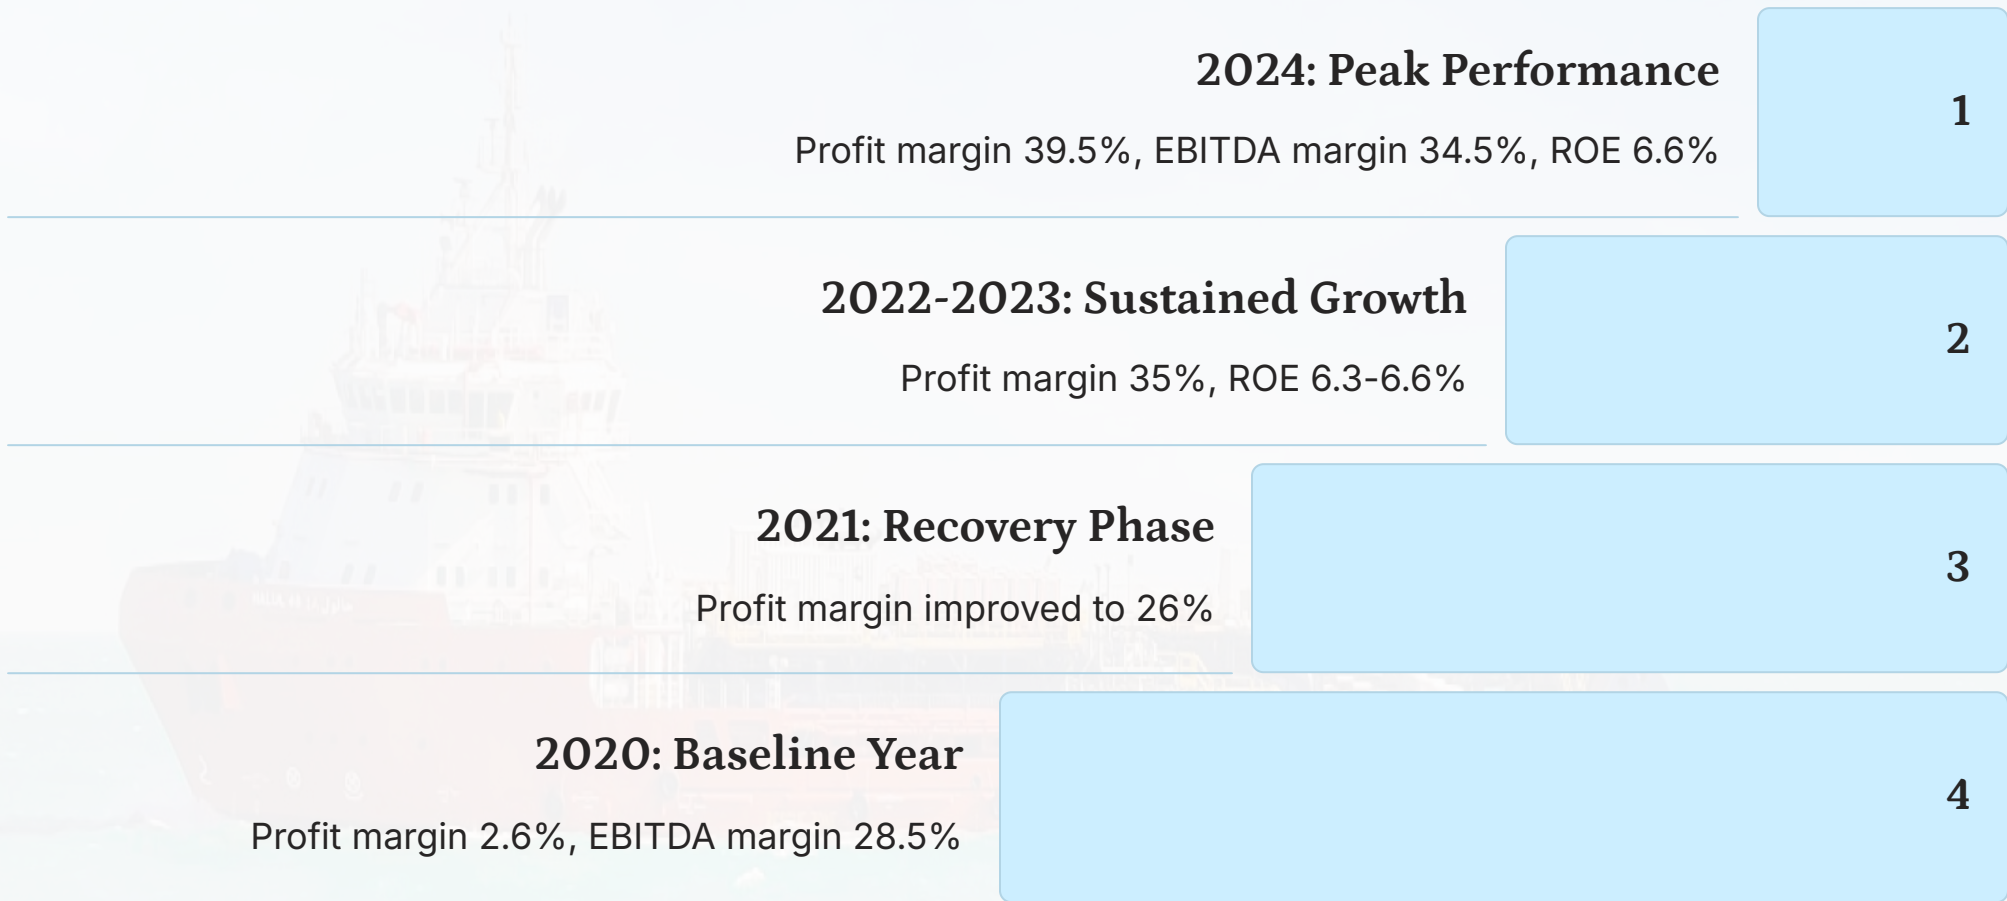 2024: Peak Performance
1
Profit margin 39.5%, EBITDA margin 34.5%, ROE 6.6%
2022-2023: Sustained Growth
2
Profit margin 35%, ROE 6.3-6.6%
2021: Recovery Phase
3
Profit margin improved to 26%
2020: Baseline Year
4
Profit margin 2.6%, EBITDA margin 28.5%